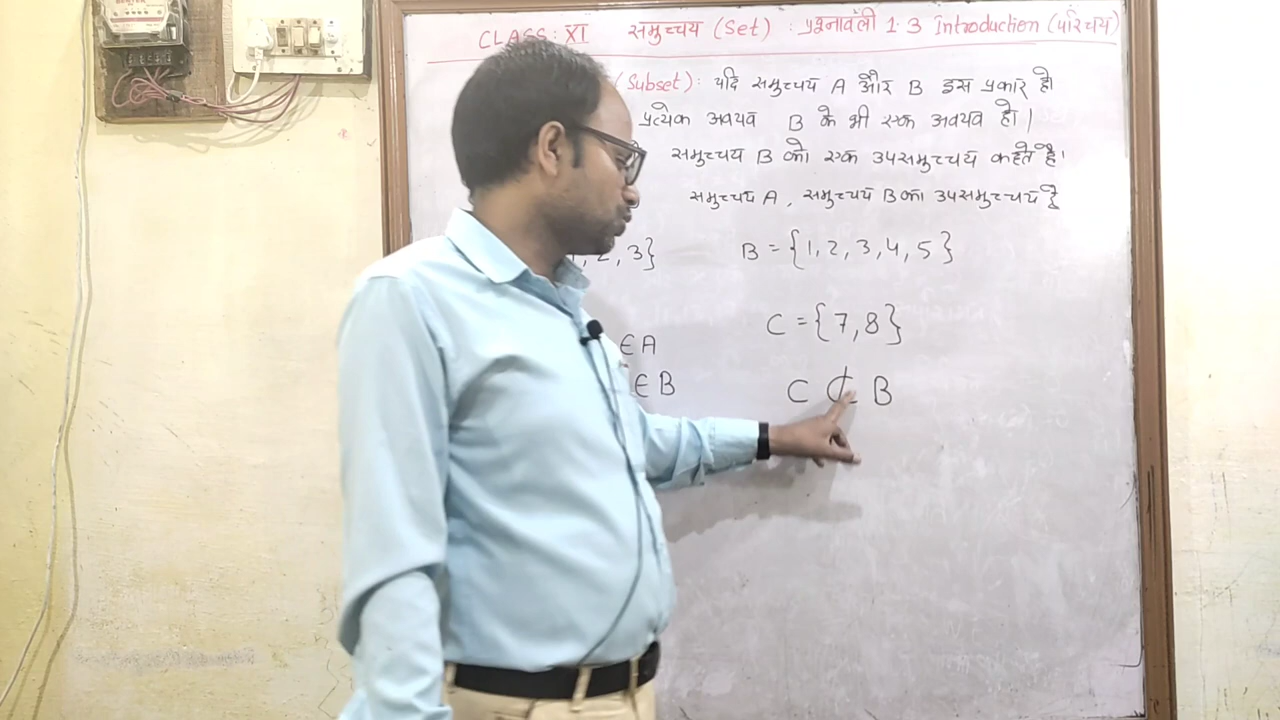 CLASS: XI समुच्चय (Set) : प्रश्नावली 1.3 Introduction (परिचय)
(Subset): यदि समुच्चय A और B इस प्रकार हो
प्रत्येक अवयव B के भी एक अवयव हो।
समुच्चय B को एक उपसमुच्चय कहते है।
समुच्चय A, समुच्चय B का उपसमुच्चय है
, 2, 3} B = {1, 2, 3, 4, 5}
C = {7, 8}
∈ A
∈ B C ⊄ B